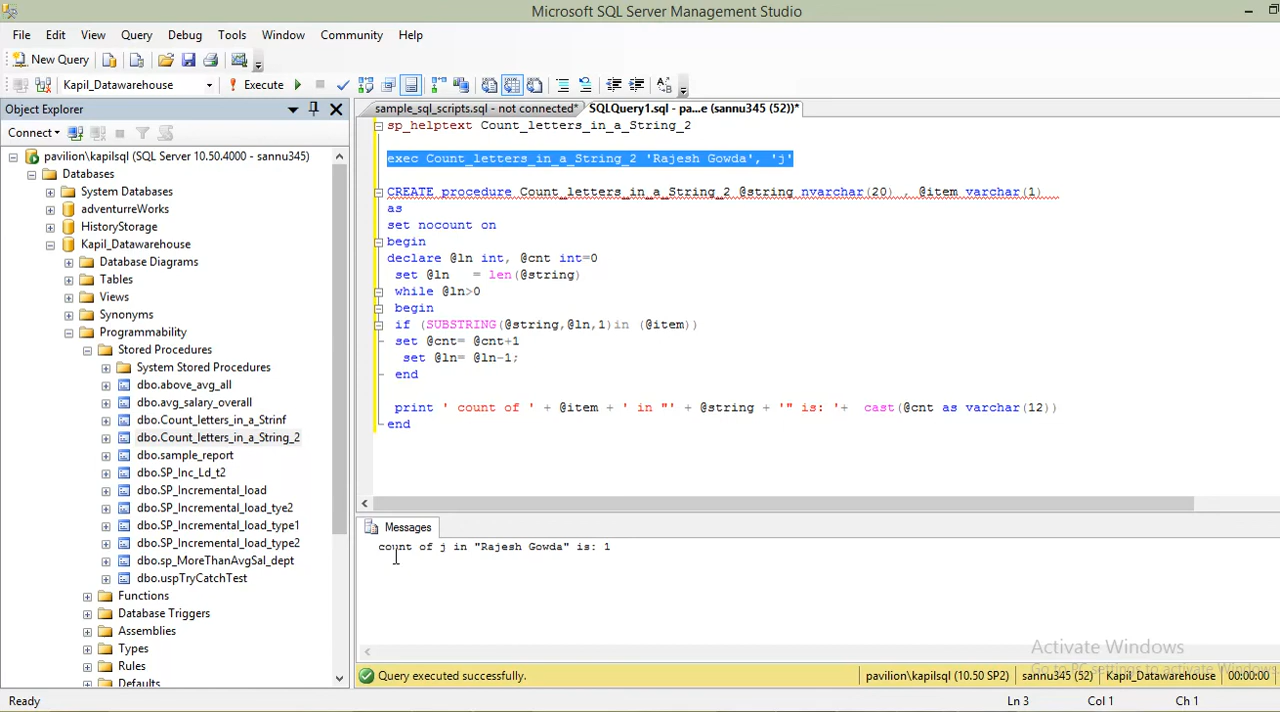 Microsoft SQL Server Management Studio
File Edit View Query Debug Tools Window Community Help
New Query
Kapil_Datawarehouse Execute
Object Explorer
sample_sql_scripts.sql - not connected* SQLQuery1.sql - pa...e (sannu345 (52))*
Connect
pavilion\kapilsql (SQL Server 10.50.4000 - sannu345)
Databases
System Databases
adventurreWorks
HistoryStorage
Kapil_Datawarehouse
Database Diagrams
Tables
Views
Synonyms
Programmability
Stored Procedures
System Stored Procedures
dbo.above_avg_all
dbo.avg_salary_overall
dbo.Count_letters_in_a_Strinf
dbo.Count_letters_in_a_String_2
dbo.sample_report
dbo.SP_Inc_Ld_t2
dbo.SP_Incremental_load
dbo.SP_Incremental_load_tye2
dbo.SP_Incremental_load_type1
dbo.SP_Incremental_load_type2
dbo.sp_MoreThanAvgSal_dept
dbo.uspTryCatchTest
Functions
Database Triggers
Assemblies
Types
Rules
Defaults
sp_helptext Count_letters_in_a_String_2
exec Count_letters_in_a_String_2 'Rajesh Gowda', 'j'
CREATE procedure Count_letters_in_a_String_2 @string nvarchar(20) , @item varchar(1)
as
set nocount on
begin
declare @ln int, @cnt int=0
set @ln = len(@string)
while @ln>0
begin
if (SUBSTRING(@string,@ln,1)in (@item))
set @cnt= @cnt+1
set @ln= @ln-1;
end
print ' count of ' + @item + ' in "' + @string + '" is: '+ cast(@cnt as varchar(12))
end
Messages
count of j in "Rajesh Gowda" is: 1
Activate Windows
Go to PC settings to activate Windows.
Query executed successfully. pavilion\kapilsql (10.50 SP2) sannu345 (52) Kapil_Datawarehouse 00:00:00
Ready Ln 3 Col 1 Ch 1